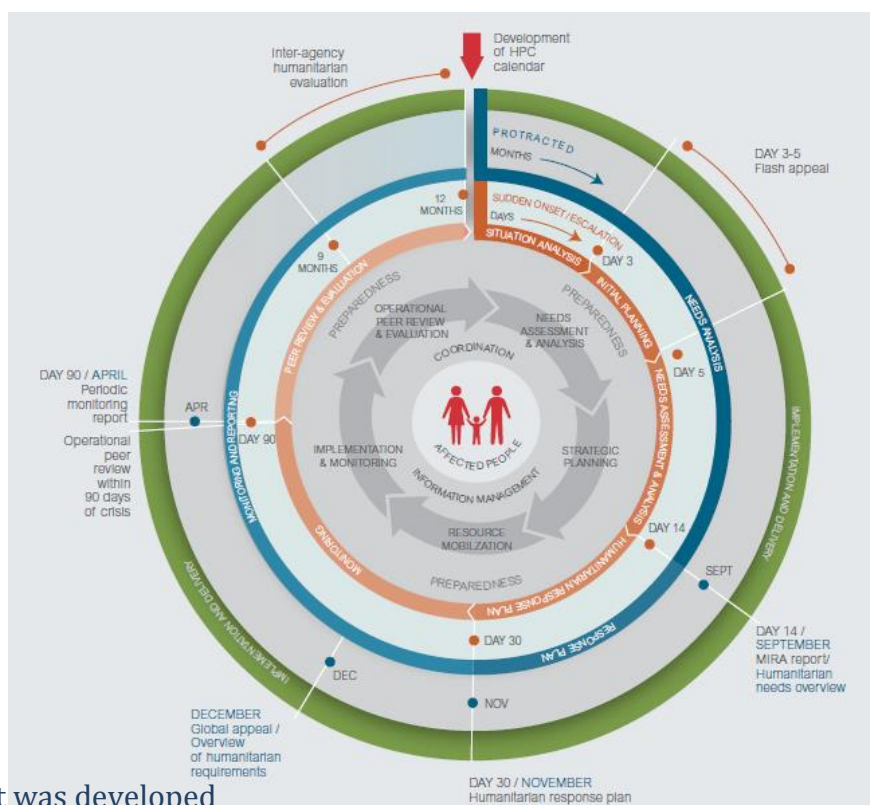 Development
of HPC
calendar
Inter-agency
humanitarian
evaluation
PROTRACTED
MONTHS
DAY 3-5
Flash appeal
12
MONTHS
SUDDEN ONSET / ESCALATION
DAYS
SITUATION ANALYSIS
DAY 3
9
MONTHS
INITIAL PLANNING
PEER REVIEW & EVALUATION
PREPAREDNESS
PREPAREDNESS
OPERATIONAL
PEER REVIEW
& EVALUATION
NEEDS
ASSESSMENT
& ANALYSIS
NEEDS ANALYSIS
COORDINATION
DAY 5
DAY 90 / APRIL
Periodic
monitoring
report
Operational
peer
review
within
90 days
of crisis
APR
DAY 90
MONITORING AND REPORTING
IMPLEMENTATION
& MONITORING
AFFECTED PEOPLE
INFORMATION MANAGEMENT
STRATEGIC
PLANNING
NEEDS ASSESSMENT & ANALYSIS
IMPLEMENTATION AND DELIVERY
RESOURCE
MOBILZATION
DAY 14
MONITORING
PREPAREDNESS
HUMANITARIAN RESPONSE PLAN
SEPT
IMPLEMENTATION AND DELIVERY
DAY 30
RESPONSE PLAN
DAY 14 /
SEPTEMBER
MIRA report/
Humanitarian
needs overview
DEC
NOV
DECEMBER
Global appeal /
Overview
of humanitarian
requirements
DAY 30 / NOVEMBER
Humanitarian response plan
t was developed